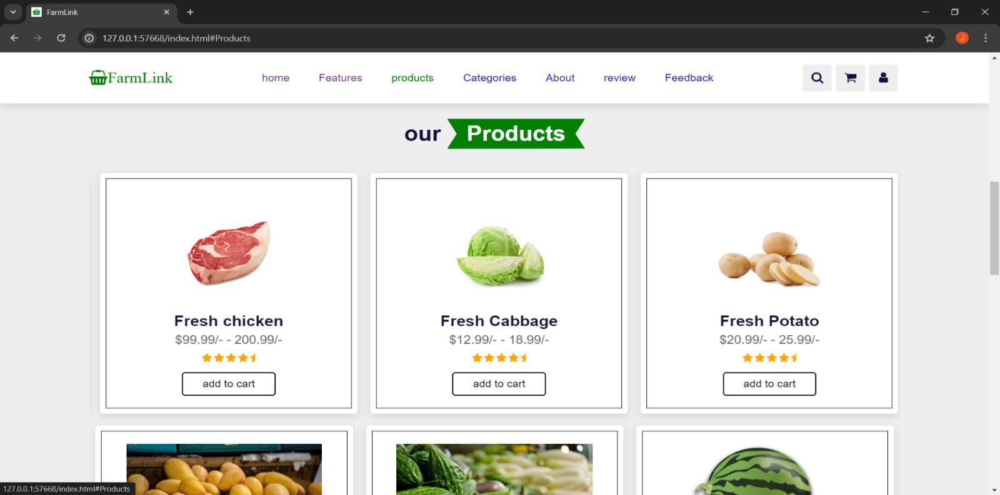 FarmLink
127.0.0.1:57668/index.html#Products
J
FarmLink home Features products Categories About review Feedback
our Products
Fresh chicken
$99.99/- - 200.99/-
add to cart
Fresh Cabbage
$12.99/- - 18.99/-
add to cart
Fresh Potato
$20.99/- - 25.99/-
add to cart
127.0.0.1:57668/index.html#Products